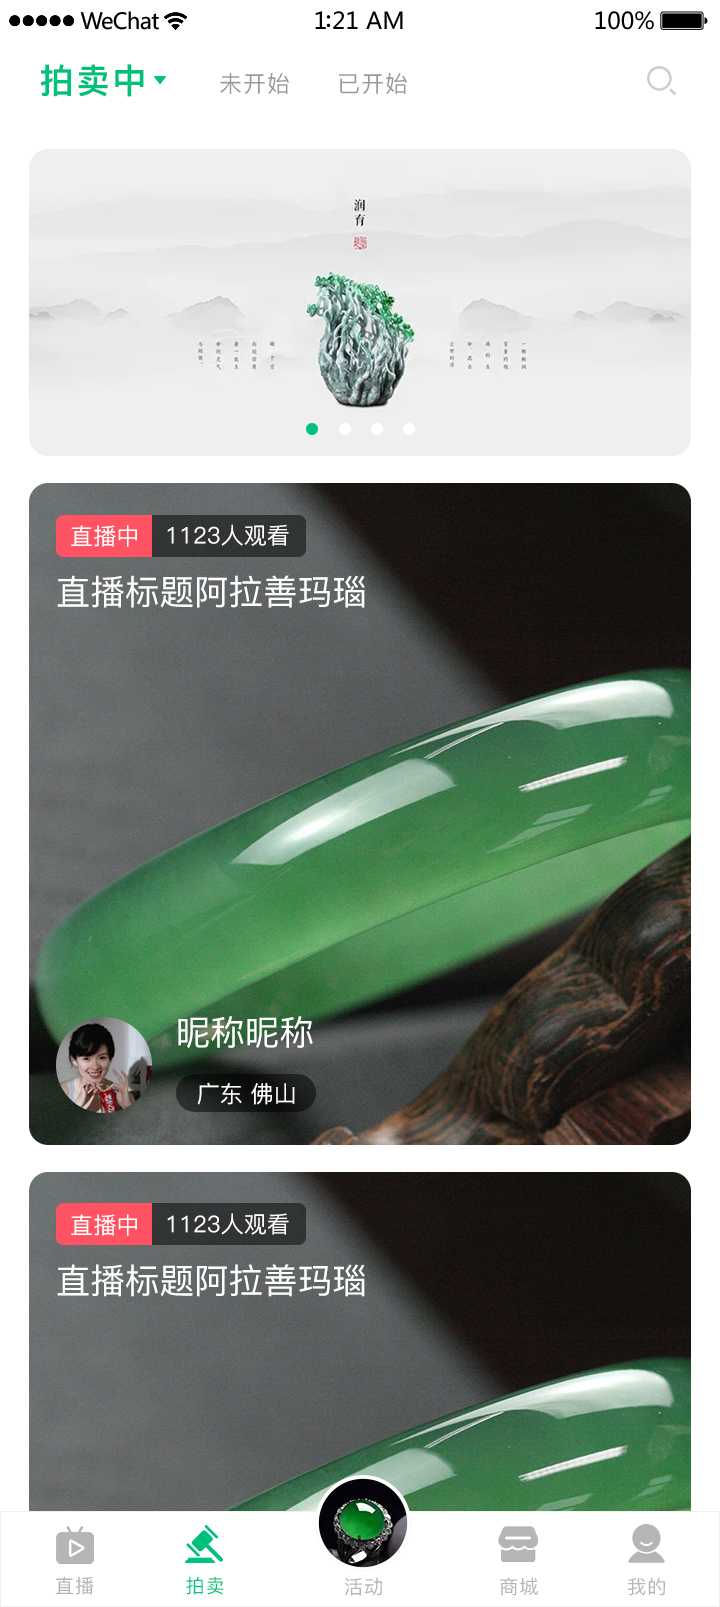 WeChat 1:21 AM 100%
拍卖中 未开始 已开始
润育
直播中 1123人观看
直播标题阿拉善玛瑙
昵称昵称
广东 佛山
直播中 1123人观看
直播标题阿拉善玛瑙
直播 拍卖 活动 商城 我的